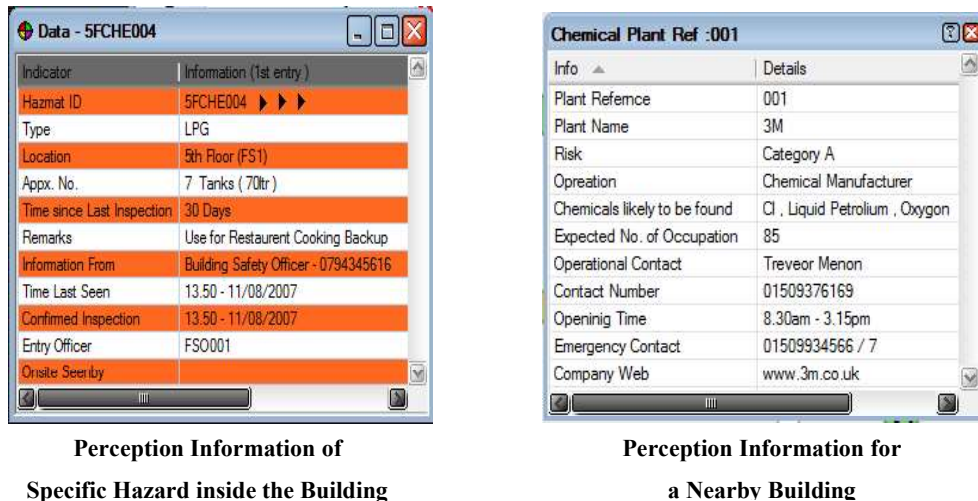 Data - 5FCHE004
Indicator Information (1st entry )
Hazmat ID 5FCHE004
Type LPG
Location 5th Floor (FS1)
Appx. No. 7 Tanks ( 70ltr )
Time since Last Inspection 30 Days
Remarks Use for Restaurent Cooking Backup
Information From Building Safety Officer - 0794345616
Time Last Seen 13.50 - 11/08/2007
Confirmed Inspection 13.50 - 11/08/2007
Entry Officer FSO001
Onsite Seenby
Perception Information of
Specific Hazard inside the Building
Chemical Plant Ref :001
Info Details
Plant Refernce 001
Plant Name 3M
Risk Category A
Opreation Chemical Manufacturer
Chemicals likely to be found Cl , Liquid Petrolium , Oxygon
Expected No. of Occupation 85
Operational Contact Treveor Menon
Contact Number 01509376169
Openinig Time 8.30am - 3.15pm
Emergency Contact 01509934566 / 7
Company Web www.3m.co.uk
Perception Information for
a Nearby Building